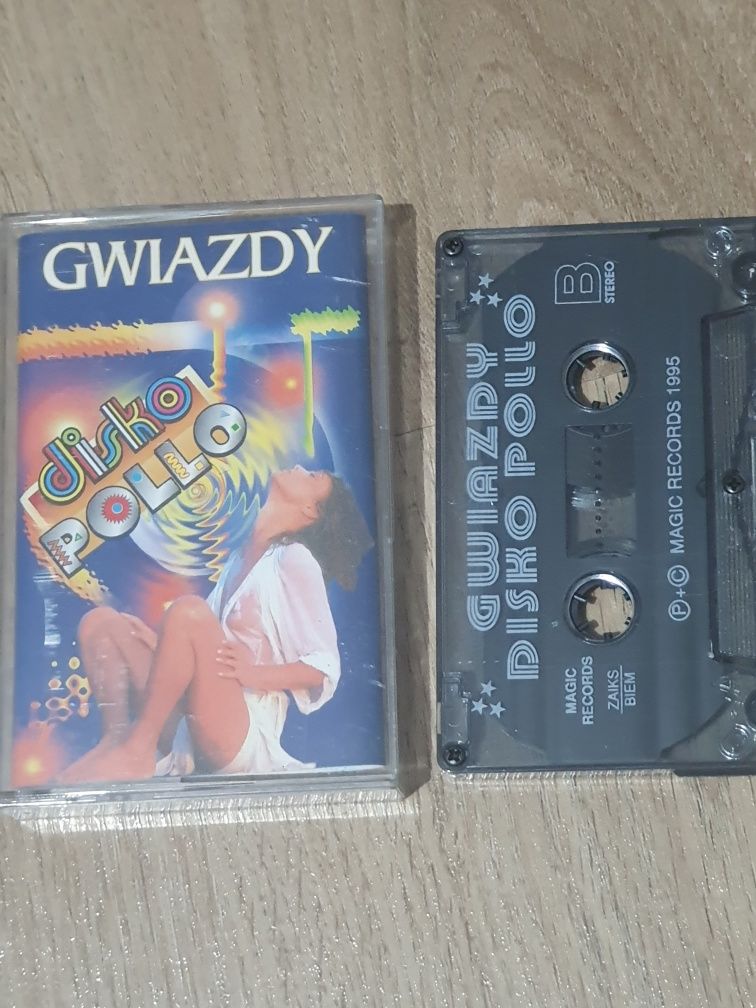 GWIAZDY
disko
POLLO
GWIAZDY
DISKO POLLO
B
STEREO
MAGIC
RECORDS
ZAIKS
BIEM
Ⓟ+Ⓒ MAGIC RECORDS 1995